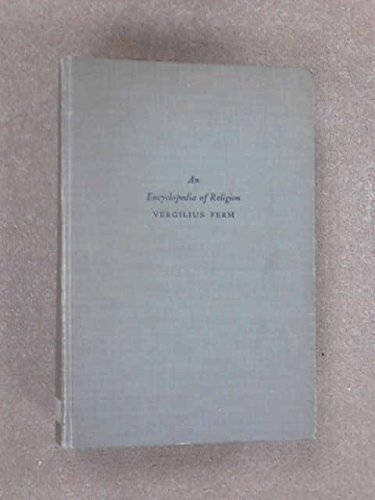 An
Encyclopedia of Religion
VERGILIUS FERM